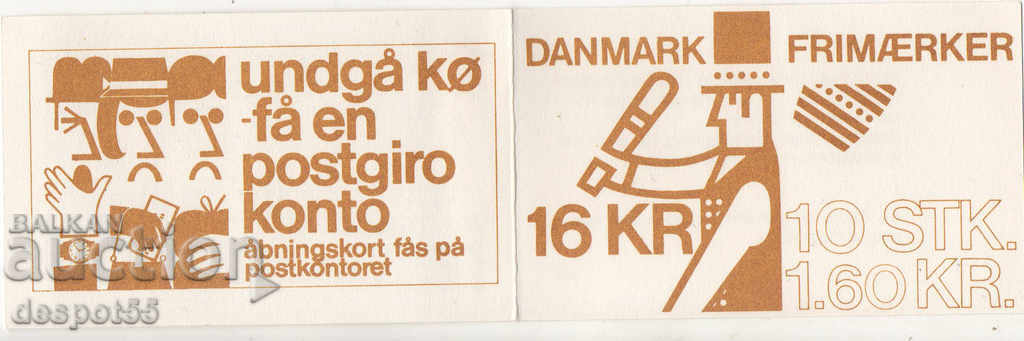 undgå kø
-få en
postgiro
konto
åbningskort fås på
postkontoret
DANMARK FRIMÆRKER
16 KR
10 STK.
1.60 KR.
BALKAN
auction
despot55